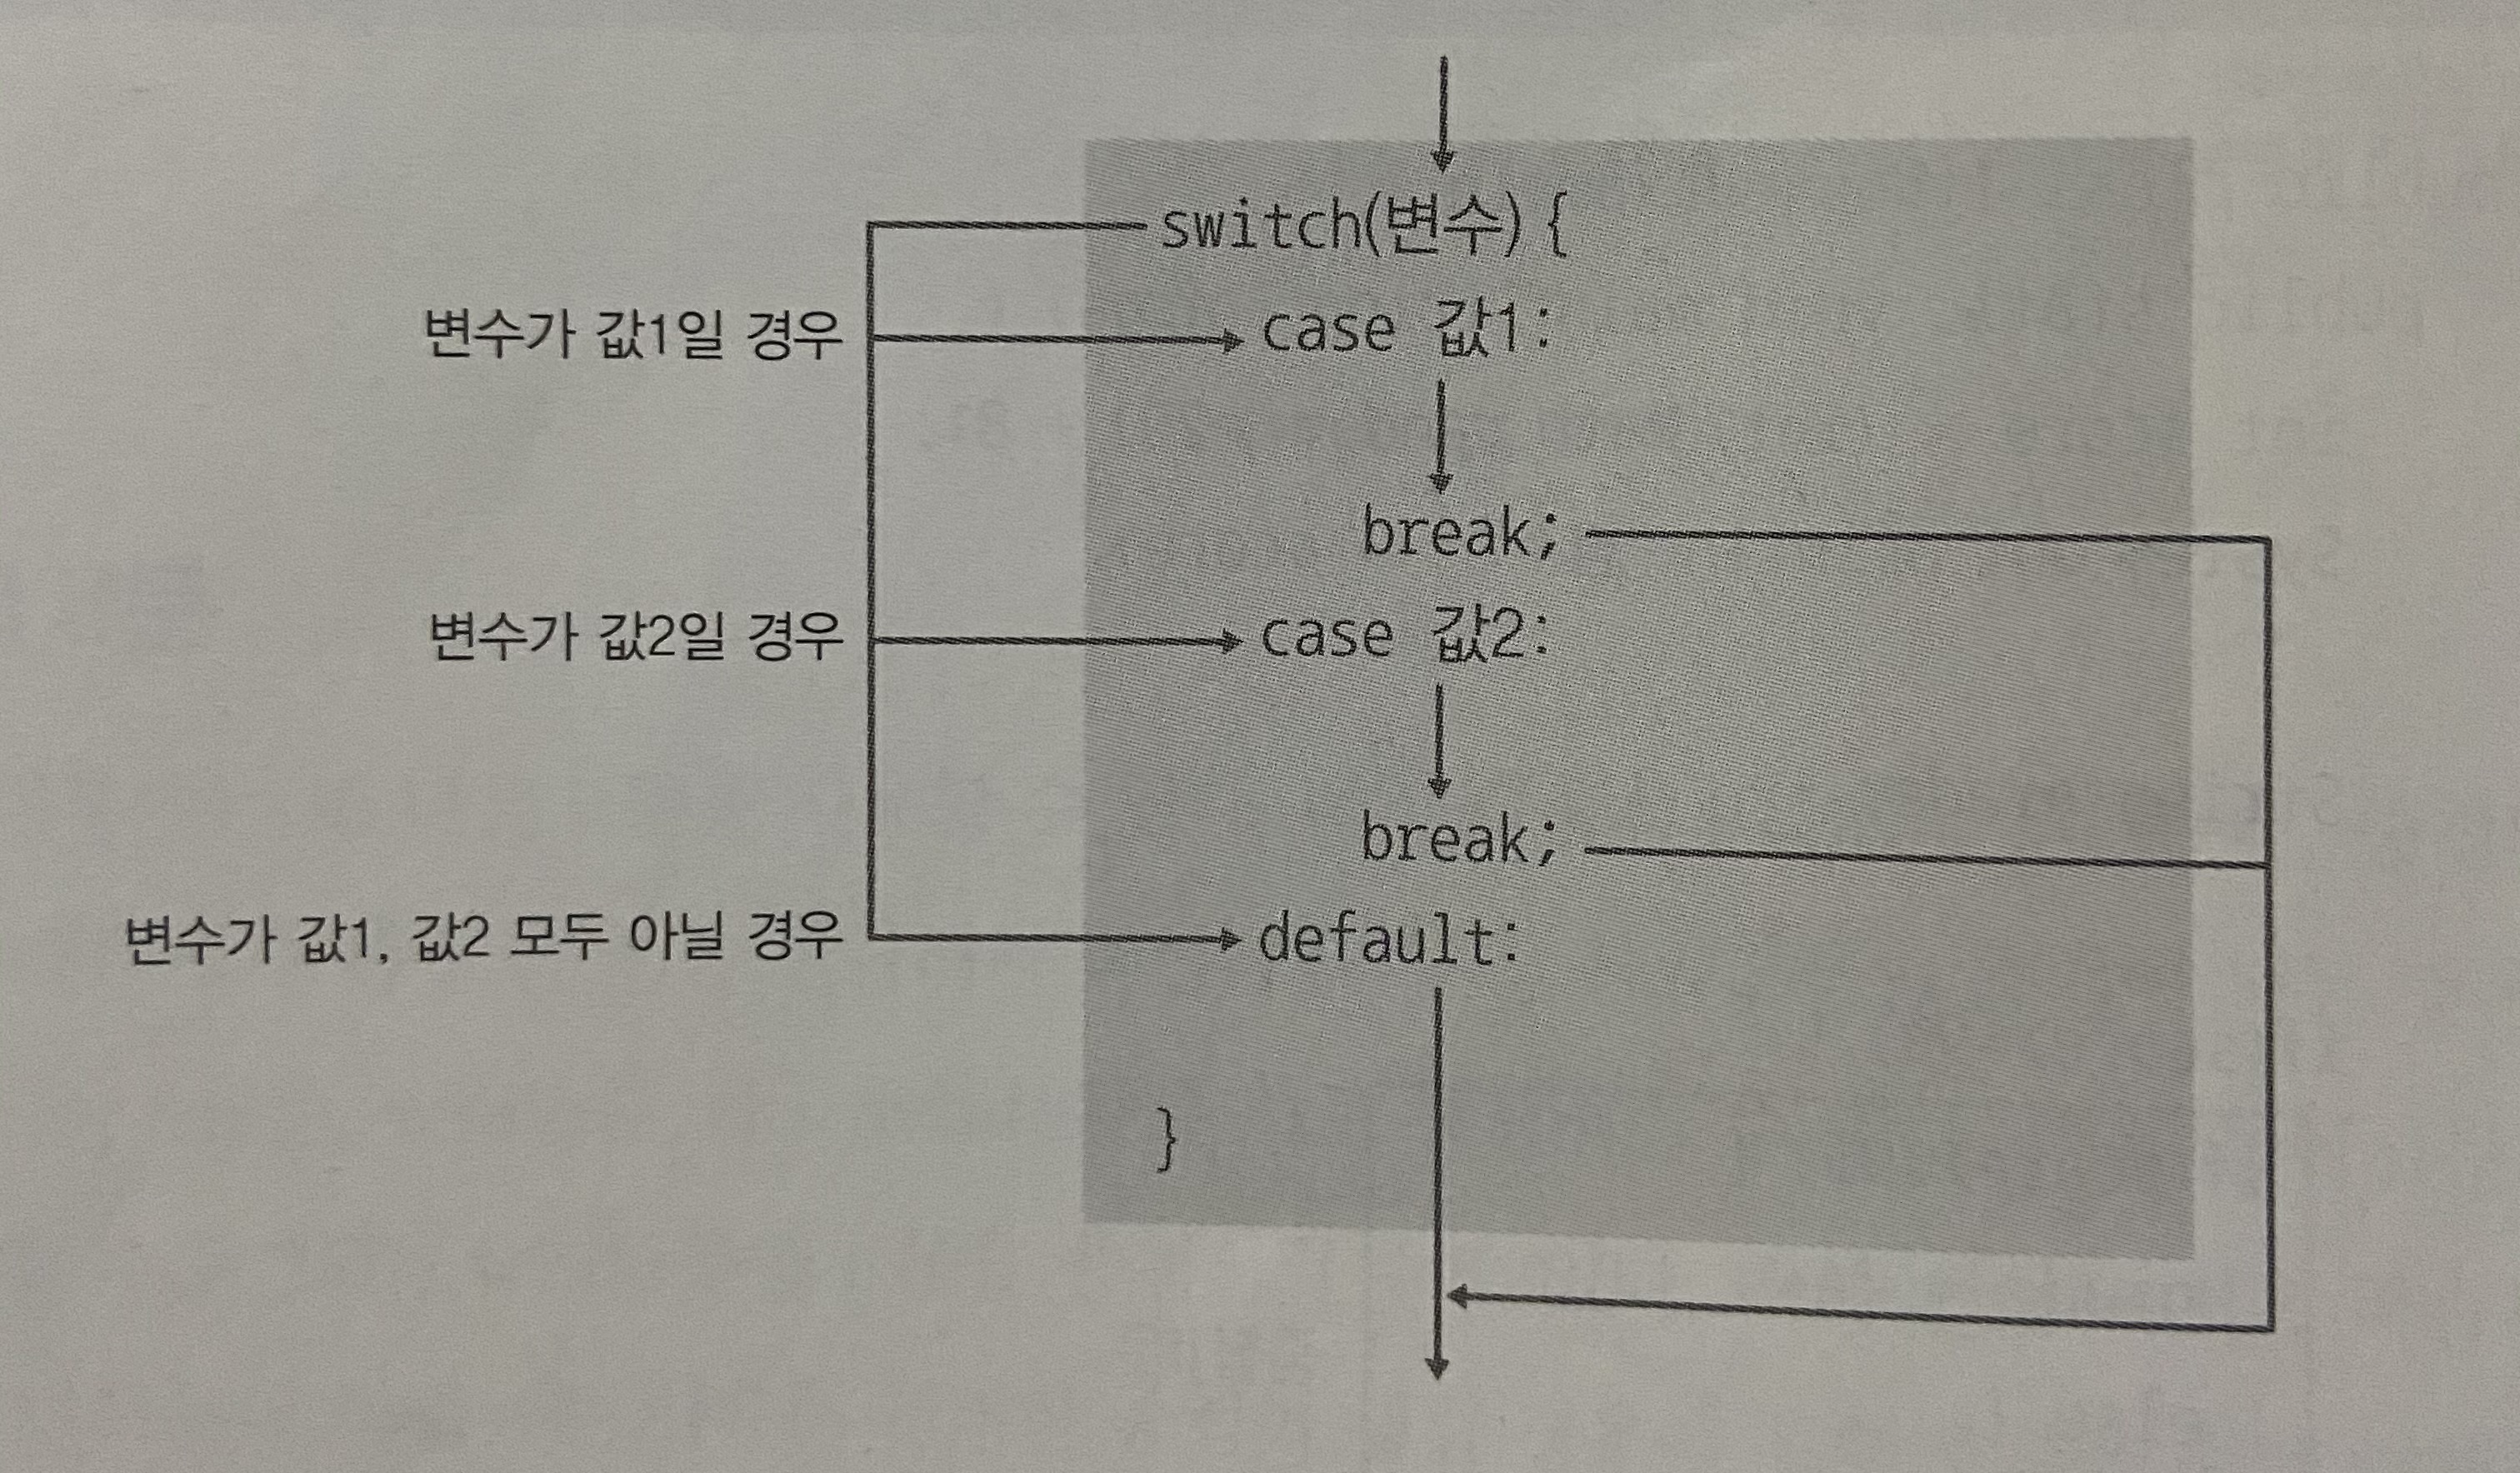 switch(변수) {
변수가 값1일 경우
case 값1:
break;
변수가 값2일 경우
case 값2:
break;
변수가 값1, 값2 모두 아닐 경우
default:
}